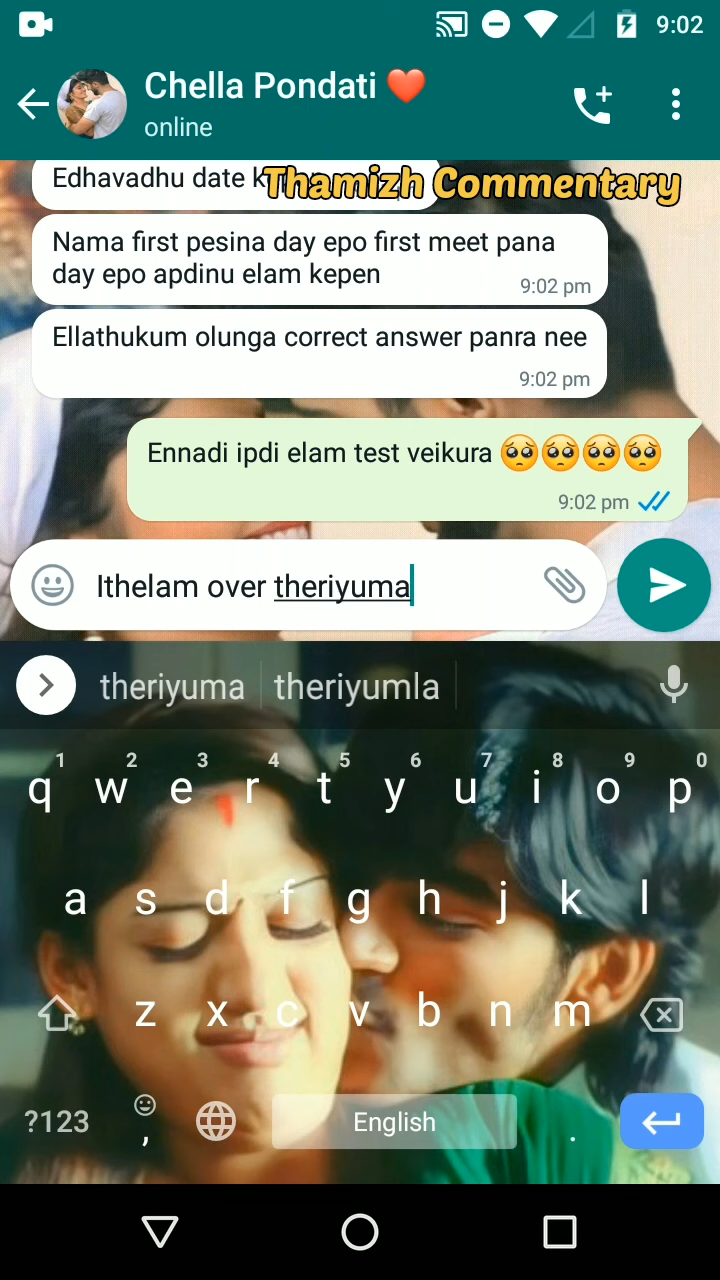 9:02
Chella Pondati ❤️
online
Edhavadhu date
Thamizh Commentary
Nama first pesina day epo first meet pana
day epo apdinu elam kepen
9:02 pm
Ellathukum olunga correct answer panra nee
9:02 pm
Ennadi ipdi elam test veikura 🥺🥺🥺🥺
9:02 pm
Ithelam over theriyuma
theriyuma theriyumla
1 2 3 4 5 6 7 8 9 0
q w e r t y u i o p
a s d f g h j k l
z x c v b n m
?123 , English .